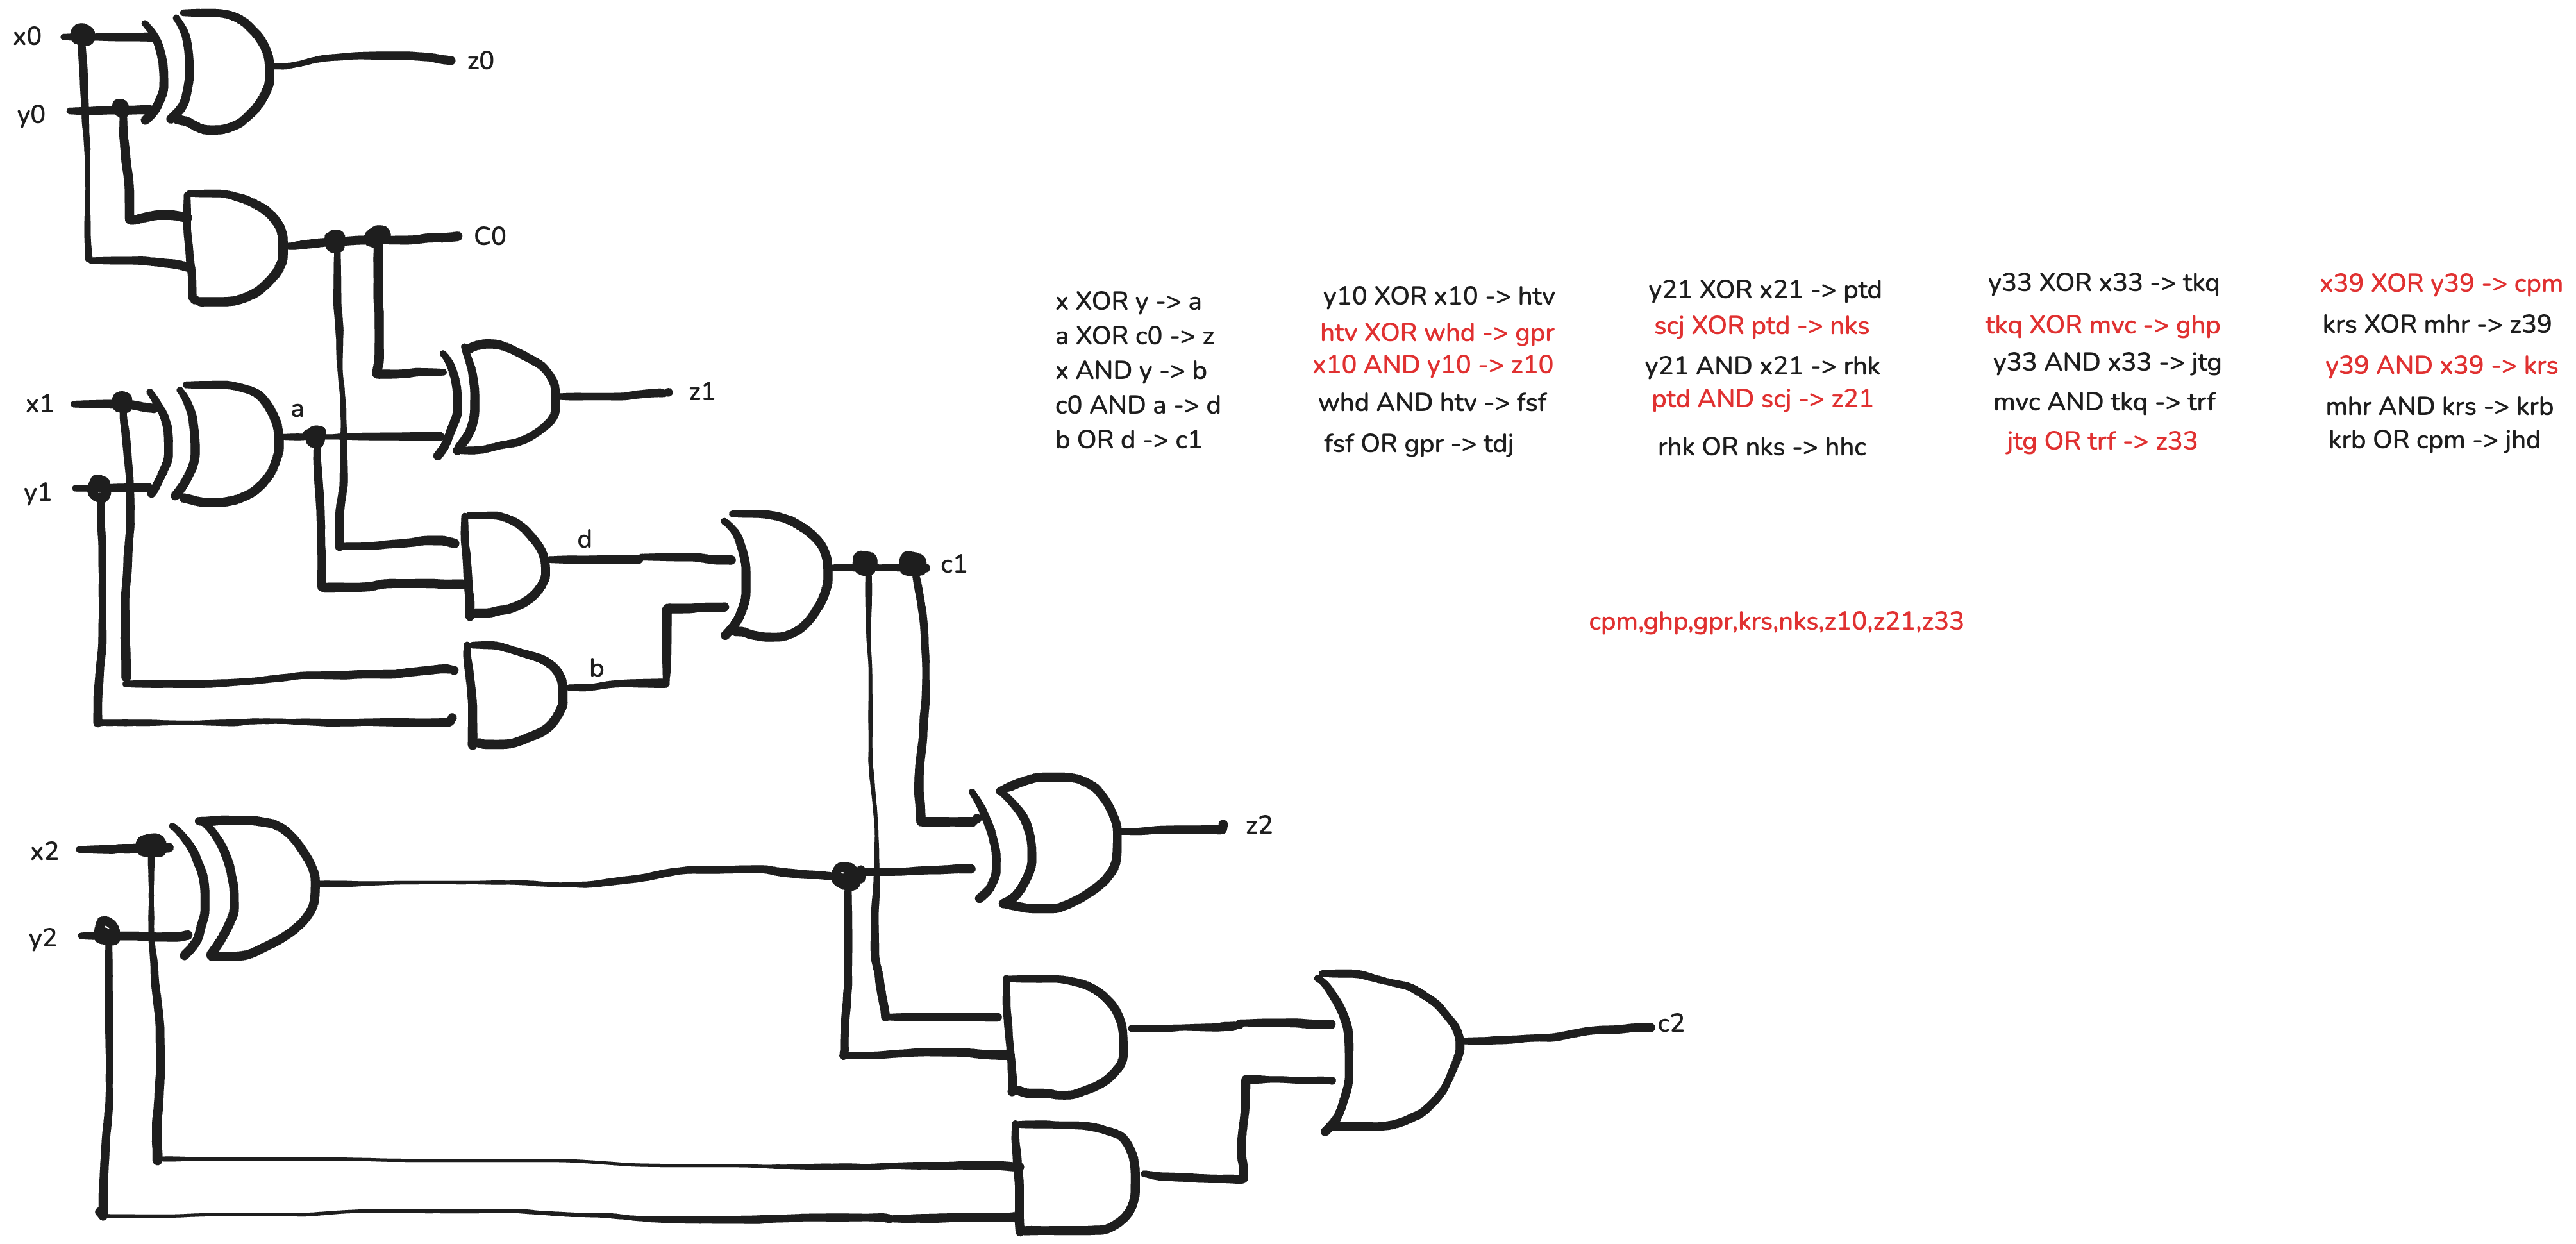 x0
z0
y0
C0
x1
a
z1
y1
d
c1
b
x2
z2
y2
c2
x XOR y -> a
a XOR c0 -> z
x AND y -> b
c0 AND a -> d
b OR d -> c1
y10 XOR x10 -> htv
htv XOR whd -> gpr
x10 AND y10 -> z10
whd AND htv -> fsf
fsf OR gpr -> tdj
y21 XOR x21 -> ptd
scj XOR ptd -> nks
y21 AND x21 -> rhk
ptd AND scj -> z21
rhk OR nks -> hhc
y33 XOR x33 -> tkq
tkq XOR mvc -> ghp
y33 AND x33 -> jtg
mvc AND tkq -> trf
jtg OR trf -> z33
x39 XOR y39 -> cpm
krs XOR mhr -> z39
y39 AND x39 -> krs
mhr AND krs -> krb
krb OR cpm -> jhd
cpm,ghp,gpr,krs,nks,z10,z21,z33